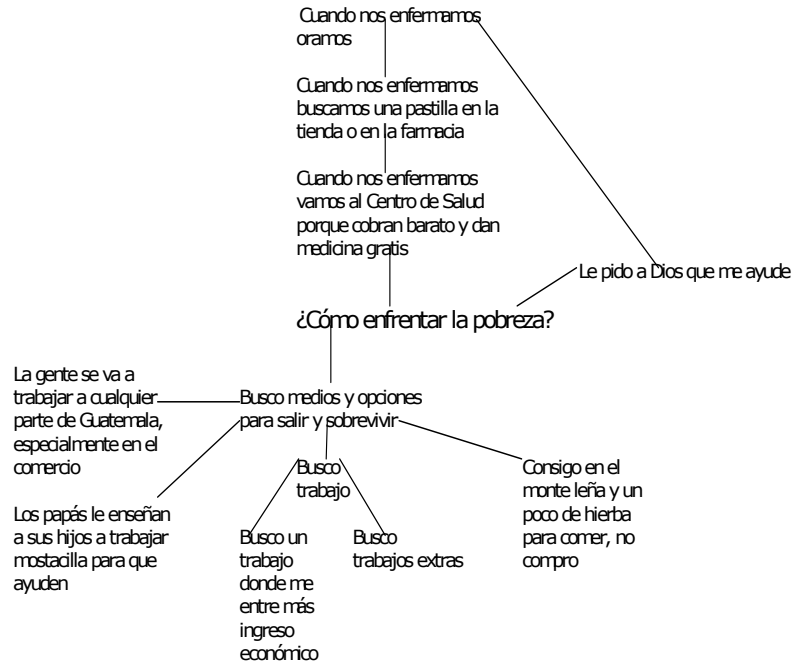 Cuando nos enfermamos
oramos
Cuando nos enfermamos
buscamos una pastilla en la
tienda o en la farmacia
Cuando nos enfermamos
vamos al Centro de Salud
porque cobran barato y dan
medicina gratis
Le pido a Dios que me ayude
¿Cómo enfrentar la pobreza?
La gente se va a
trabajar a cualquier
parte de Guatemala,
especialmente en el
comercio
Busco medios y opciones
para salir y sobrevivir
Los papás le enseñan
a sus hijos a trabajar
mostacilla para que
ayuden
Busco
trabajo
Busco un
trabajo
donde me
entre más
ingreso
económico
Busco
trabajos extras
Consigo en el
monte leña y un
poco de hierba
para comer, no
compro